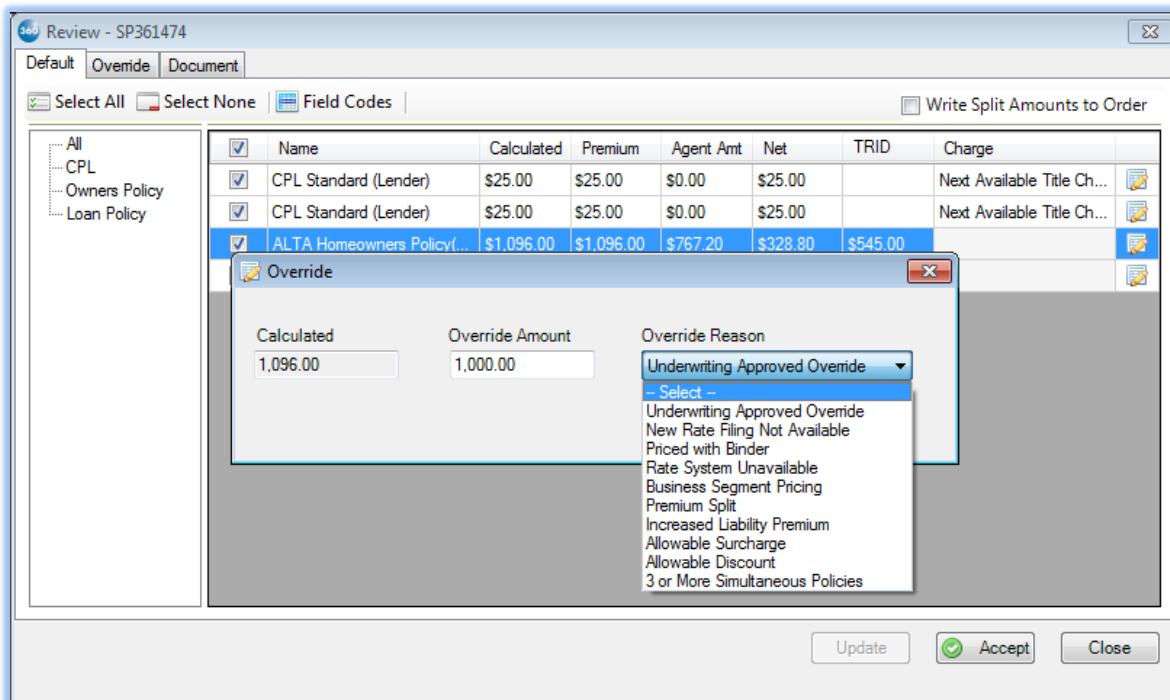 360 Review - SP361474
Default Override Document
Select All Select None Field Codes Write Split Amounts to Order
All
CPL
Owners Policy
Loan Policy
Name Calculated Premium Agent Amt Net TRID Charge
CPL Standard (Lender) $25.00 $25.00 $0.00 $25.00 Next Available Title Ch...
CPL Standard (Lender) $25.00 $25.00 $0.00 $25.00 Next Available Title Ch...
ALTA Homeowners Policy(... $1,096.00 $1,096.00 $767.20 $328.80 $545.00
Override
Calculated Override Amount Override Reason
1,096.00 1,000.00 Underwriting Approved Override
-- Select --
Underwriting Approved Override
New Rate Filing Not Available
Priced with Binder
Rate System Unavailable
Business Segment Pricing
Premium Split
Increased Liability Premium
Allowable Surcharge
Allowable Discount
3 or More Simultaneous Policies
Update Accept Close